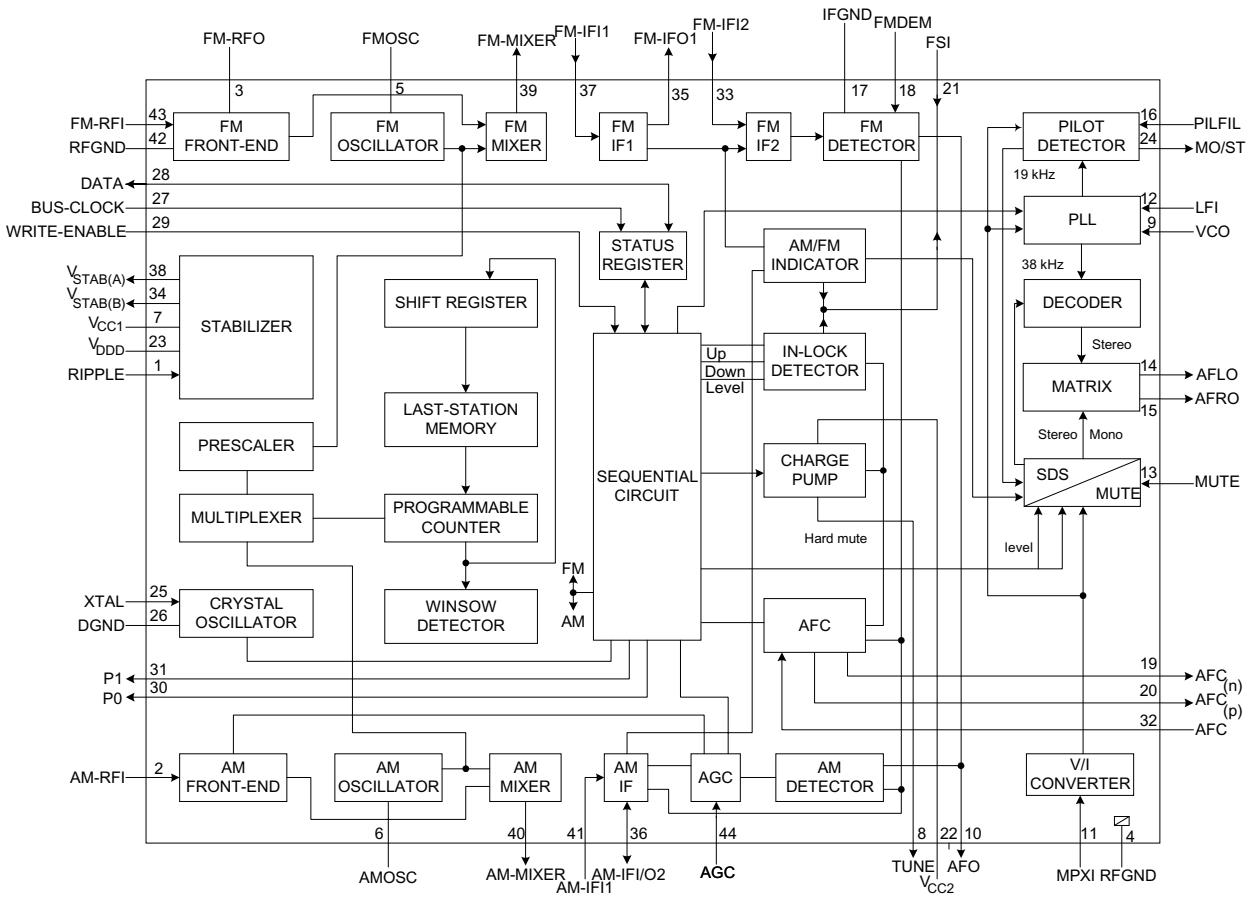 FM-RFO
FMOSC
FM-MIXER
FM-IFI1
FM-IFO1
FM-IFI2
IFGND
FMDEM
FSI
3
5
39
37
35
33
17
18
21
FM-RFI
43
RFGND
42
FM
FRONT-END
FM
OSCILLATOR
FM
MIXER
FM
IF1
FM
IF2
FM
DETECTOR
PILOT
DETECTOR
16
PILFIL
24
MO/ST
DATA
28
BUS-CLOCK
27
WRITE-ENABLE
29
STATUS
REGISTER
19 kHz
PLL
12
LFI
9
VCO
38 kHz
AM/FM
INDICATOR
VSTAB(A)
38
VSTAB(B)
34
VCC1
7
VDDD
23
RIPPLE
1
STABILIZER
SHIFT REGISTER
DECODER
Stereo
Up
Down
Level
IN-LOCK
DETECTOR
MATRIX
14
AFLO
AFRO
15
LAST-STATION
MEMORY
Stereo
Mono
PRESCALER
SEQUENTIAL
CIRCUIT
CHARGE
PUMP
SDS
MUTE
13
MUTE
MULTIPLEXER
PROGRAMMABLE
COUNTER
Hard mute
level
FM
AM
XTAL
25
DGND
26
CRYSTAL
OSCILLATOR
WINSOW
DETECTOR
AFC
P1
31
P0
30
19
AFC(n)
20
AFC(p)
32
AFC
AM-RFI
2
AM
FRONT-END
AM
OSCILLATOR
AM
MIXER
AM
IF
AGC
AM
DETECTOR
V/I
CONVERTER
6
40
41
36
44
8
22
10
11
4
AMOSC
AM-MIXER
AM-IFI1
AM-IFI/O2
AGC
TUNE
VCC2
AFO
MPXI
RFGND